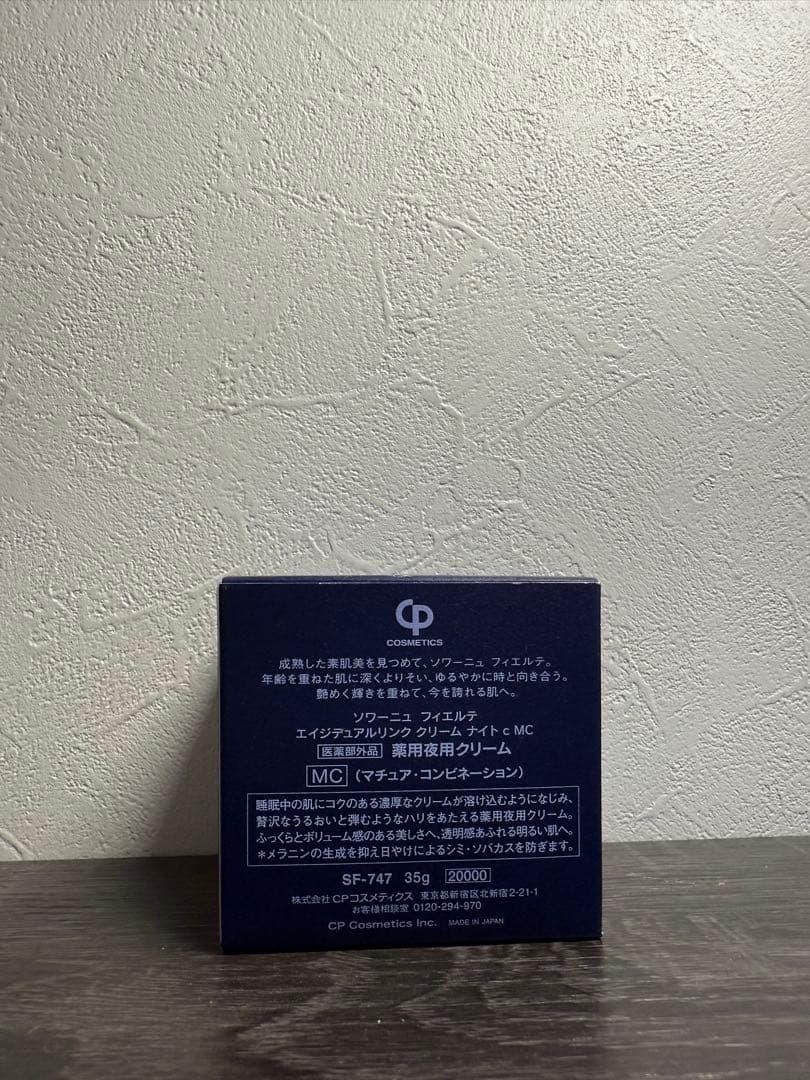 CP
COSMETICS
成熟した素肌美を見つめて、ソワーニュ フィエルテ。
年齢を重ねた肌に深くよりそい、ゆるやかに時と向き合う。
艶めく輝きを重ねて、今を誇れる肌へ。
ソワーニュ フィエルテ
エイジデュアルリンク クリーム ナイト c MC
医薬部外品 薬用夜用クリーム
MC (マチュア・コンビネーション)
睡眠中の肌にコクのある濃厚なクリームが溶け込むようになじみ、
贅沢なうるおいと弾むようなハリをあたえる薬用夜用クリーム。
ふっくらとボリューム感のある美しさへ、透明感あふれる明るい肌へ。
＊メラニンの生成を抑え日やけによるシミ・ソバカスを防ぎます。
SF-747 35g 20000
株式会社CPコスメティクス 東京都新宿区北新宿2-21-1
お客様相談室 0120-294-970
CP Cosmetics Inc. MADE IN JAPAN